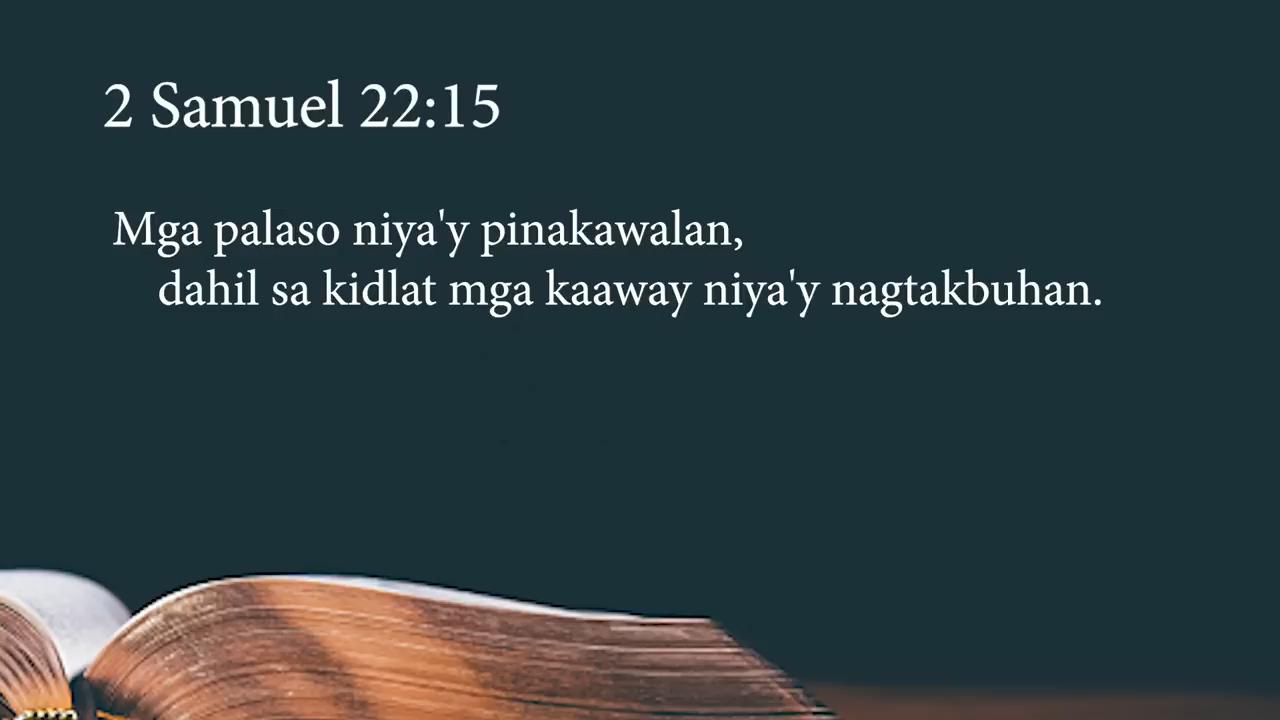 2 Samuel 22:15
Mga palaso niya'y pinakawalan,
dahil sa kidlat mga kaaway niya'y nagtakbuhan.